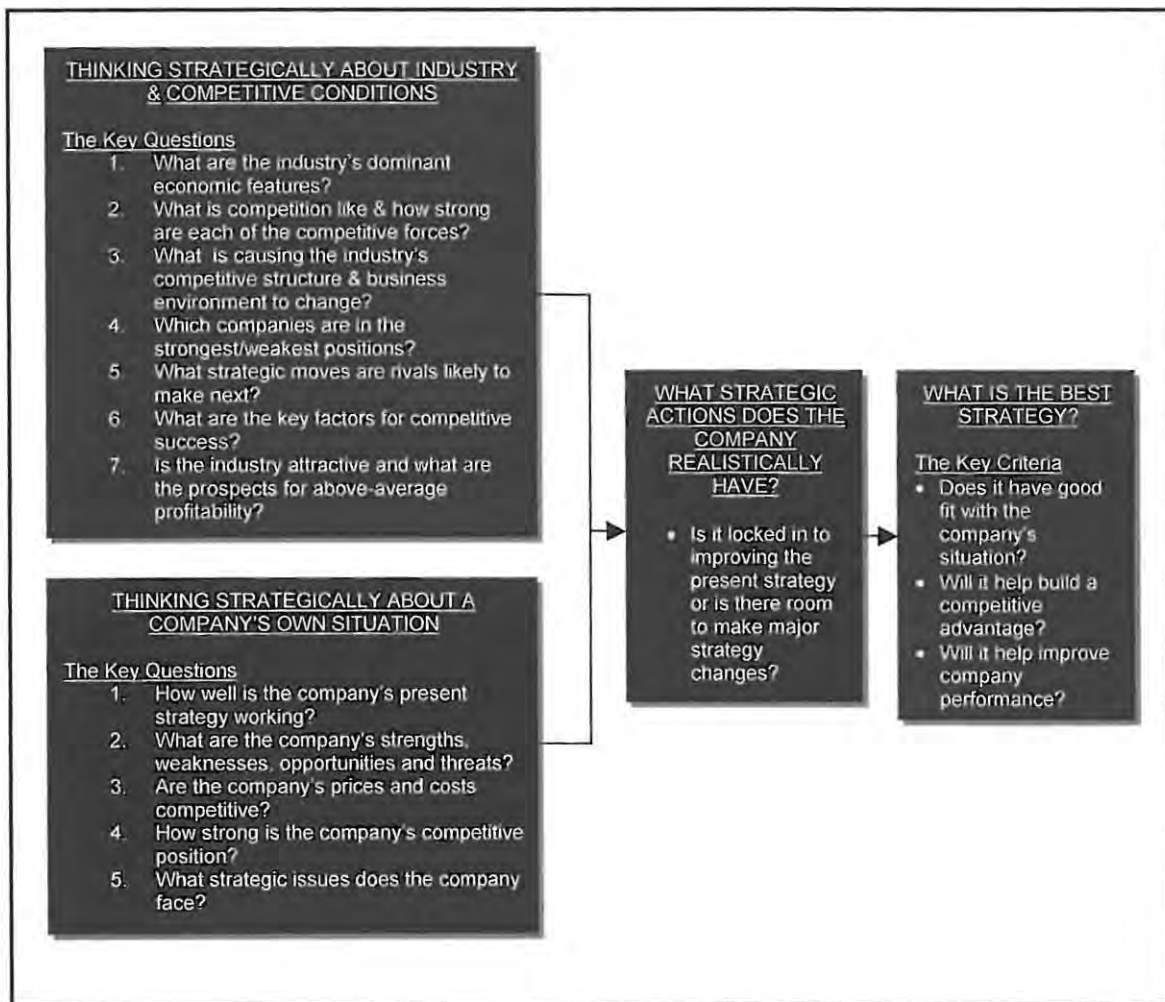 THINKING STRATEGICALLY ABOUT INDUSTRY
& COMPETITIVE CONDITIONS
The Key Questions
1. What are the industry's dominant
economic features?
2. What is competition like & how strong
are each of the competitive forces?
3. What is causing the industry's
competitive structure & business
environment to change?
4. Which companies are in the
strongest/weakest positions?
5. What strategic moves are rivals likely to
make next?
6. What are the key factors for competitive
success?
7. Is the industry attractive and what are
the prospects for above-average
profitability?
THINKING STRATEGICALLY ABOUT A
COMPANY'S OWN SITUATION
The Key Questions
1. How well is the company's present
strategy working?
2. What are the company's strengths,
weaknesses, opportunities and threats?
3. Are the company's prices and costs
competitive?
4. How strong is the company's competitive
position?
5. What strategic issues does the company
face?
WHAT STRATEGIC
ACTIONS DOES THE
COMPANY
REALISTICALLY
HAVE?
• Is it locked in to
improving the
present strategy
or is there room
to make major
strategy
changes?
WHAT IS THE BEST
STRATEGY?
The Key Criteria
• Does it have good
fit with the
company's
situation?
• Will it help build a
competitive
advantage?
• Will it help improve
company
performance?